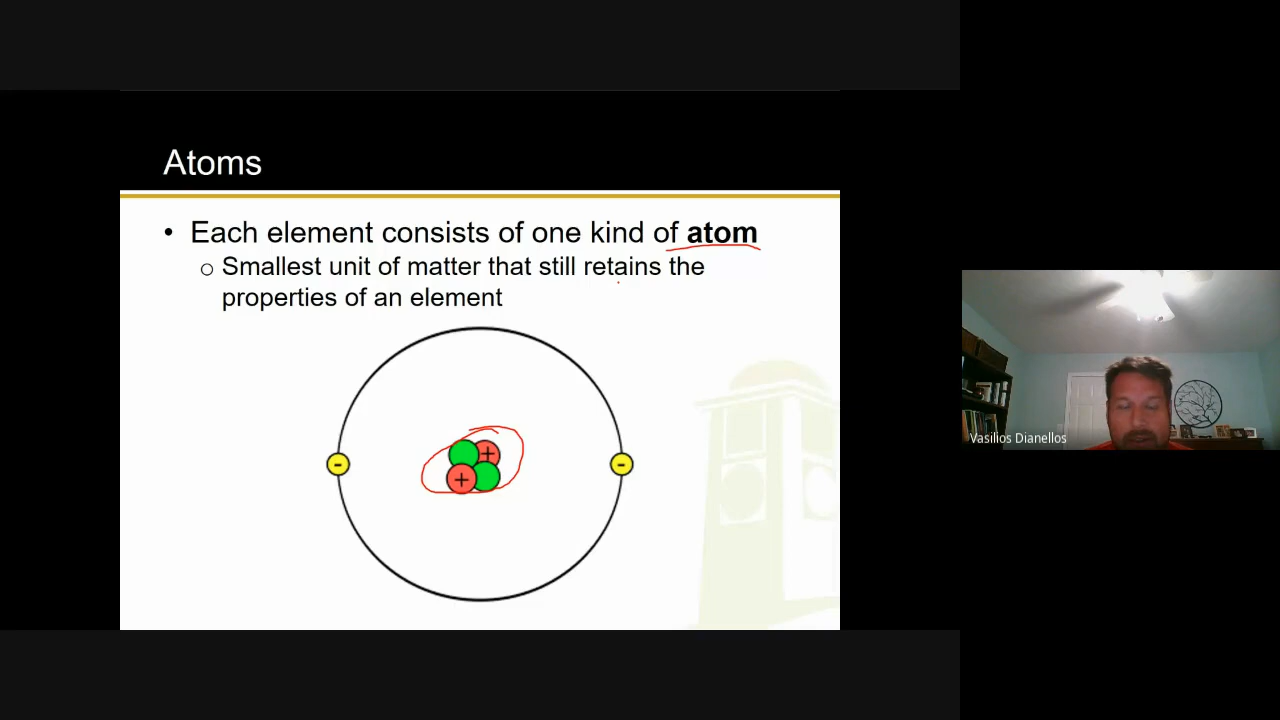 Atoms
• Each element consists of one kind of atom
o Smallest unit of matter that still retains the
properties of an element
+
- -
+
Vasilios Dianellos